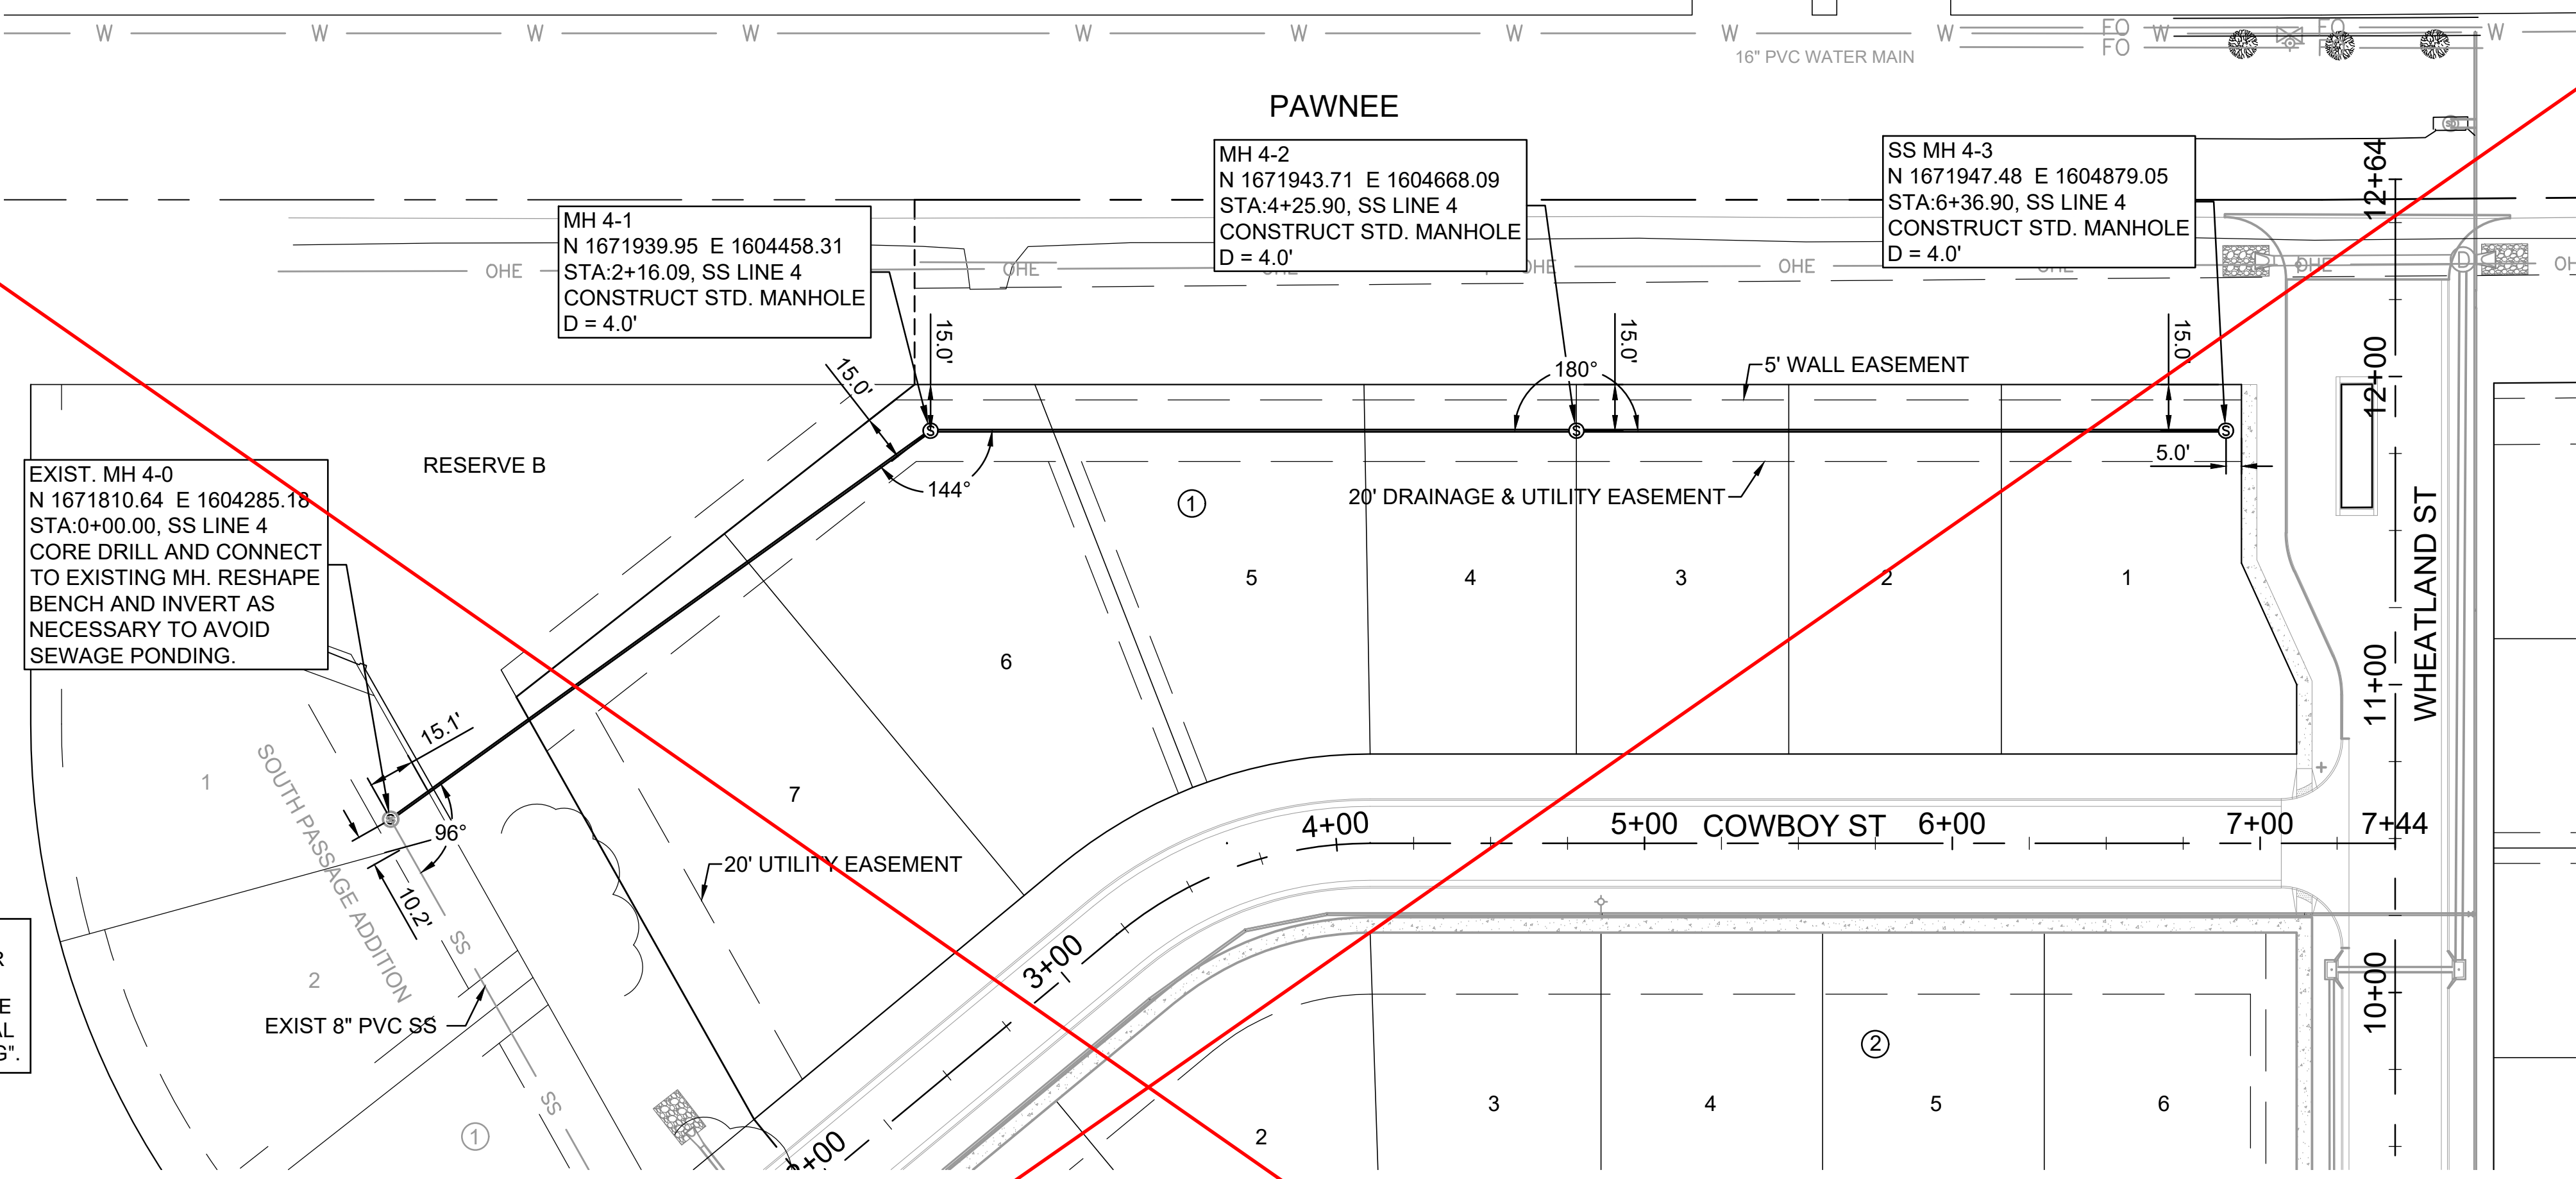 W W W W W W W W W FO W FO W
FO F
16" PVC WATER MAIN
PAWNEE
MH 4-1
N 1671939.95 E 1604458.31
STA:2+16.09, SS LINE 4
CONSTRUCT STD. MANHOLE
D = 4.0'
MH 4-2
N 1671943.71 E 1604668.09
STA:4+25.90, SS LINE 4
CONSTRUCT STD. MANHOLE
D = 4.0'
SS MH 4-3
N 1671947.48 E 1604879.05
STA:6+36.90, SS LINE 4
CONSTRUCT STD. MANHOLE
D = 4.0'
12+64
OHE OHE OHE OHE OHE OHE
D
15.0'
15.0'
15.0'
15.0'
180°
5' WALL EASEMENT
12+00
S S S
5.0'
144°
RESERVE B
20' DRAINAGE & UTILITY EASEMENT
1
EXIST. MH 4-0
N 1671810.64 E 1604285.18
STA:0+00.00, SS LINE 4
CORE DRILL AND CONNECT
TO EXISTING MH. RESHAPE
BENCH AND INVERT AS
NECESSARY TO AVOID
SEWAGE PONDING.
7 6 5 4 3 2 1
WHEATLAND ST
11+00
15.1'
1
SOUTH PASSAGE ADDITION
S
96°
10.2'
20' UTILITY EASEMENT
4+00 5+00 COWBOY ST 6+00 7+00 7+44
3+00
2
SS
EXIST 8" PVC SS
SS
1
10+00
2
2 3 4 5 6
+00
R
E
AL
G".